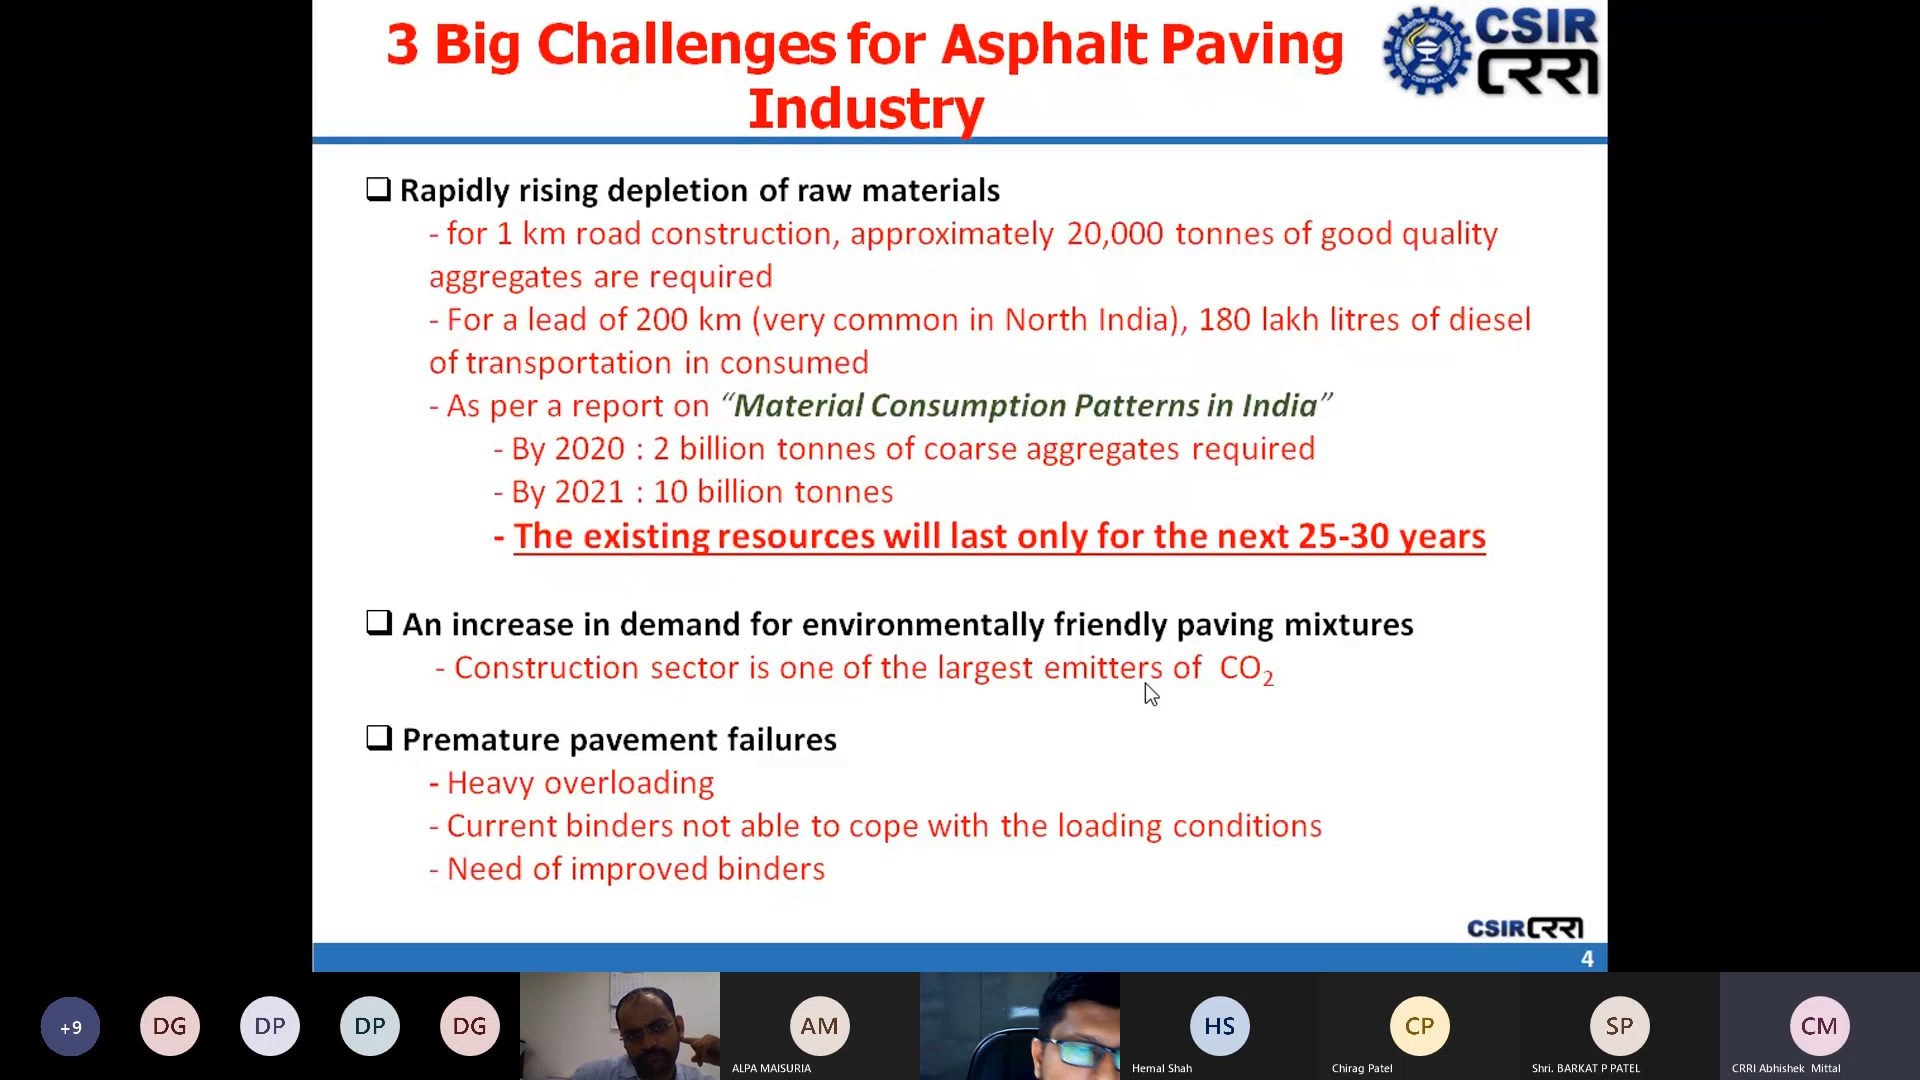 3 Big Challenges for Asphalt Paving
Industry
CSIR
CRRI
❑ Rapidly rising depletion of raw materials
- for 1 km road construction, approximately 20,000 tonnes of good quality
aggregates are required
- For a lead of 200 km (very common in North India), 180 lakh litres of diesel
of transportation in consumed
- As per a report on “Material Consumption Patterns in India”
- By 2020 : 2 billion tonnes of coarse aggregates required
- By 2021 : 10 billion tonnes
- The existing resources will last only for the next 25-30 years
❑ An increase in demand for environmentally friendly paving mixtures
- Construction sector is one of the largest emitters of CO₂
❑ Premature pavement failures
- Heavy overloading
- Current binders not able to cope with the loading conditions
- Need of improved binders
CSIR CRRI
4
+9
DG
DP
DP
DG
AM
HS
CP
SP
CM
ALPA MAISURIA
Hemal Shah
Chirag Patel
Shri. BARKAT P PATEL
CRRI Abhishek Mittal